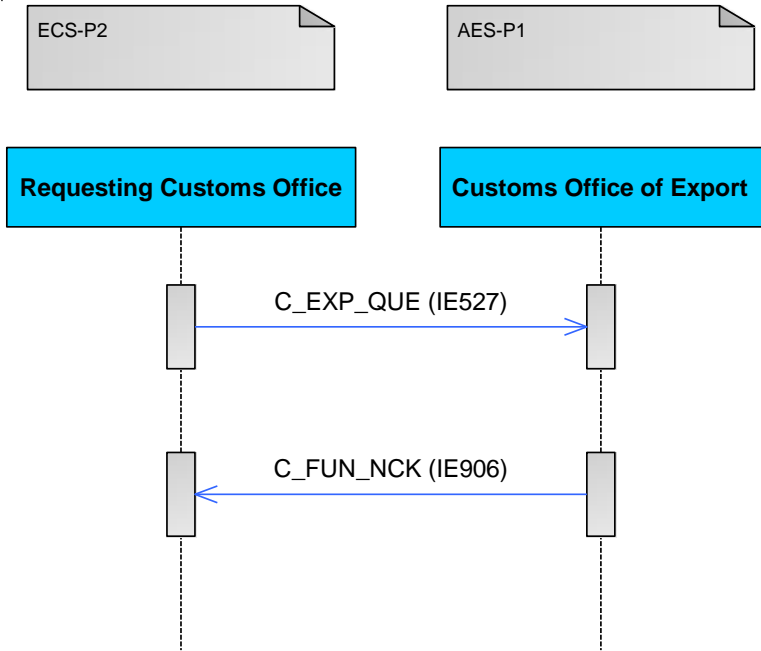 ECS-P2
AES-P1
Requesting Customs Office
Customs Office of Export
C_EXP_QUE (IE527)
C_FUN_NCK (IE906)